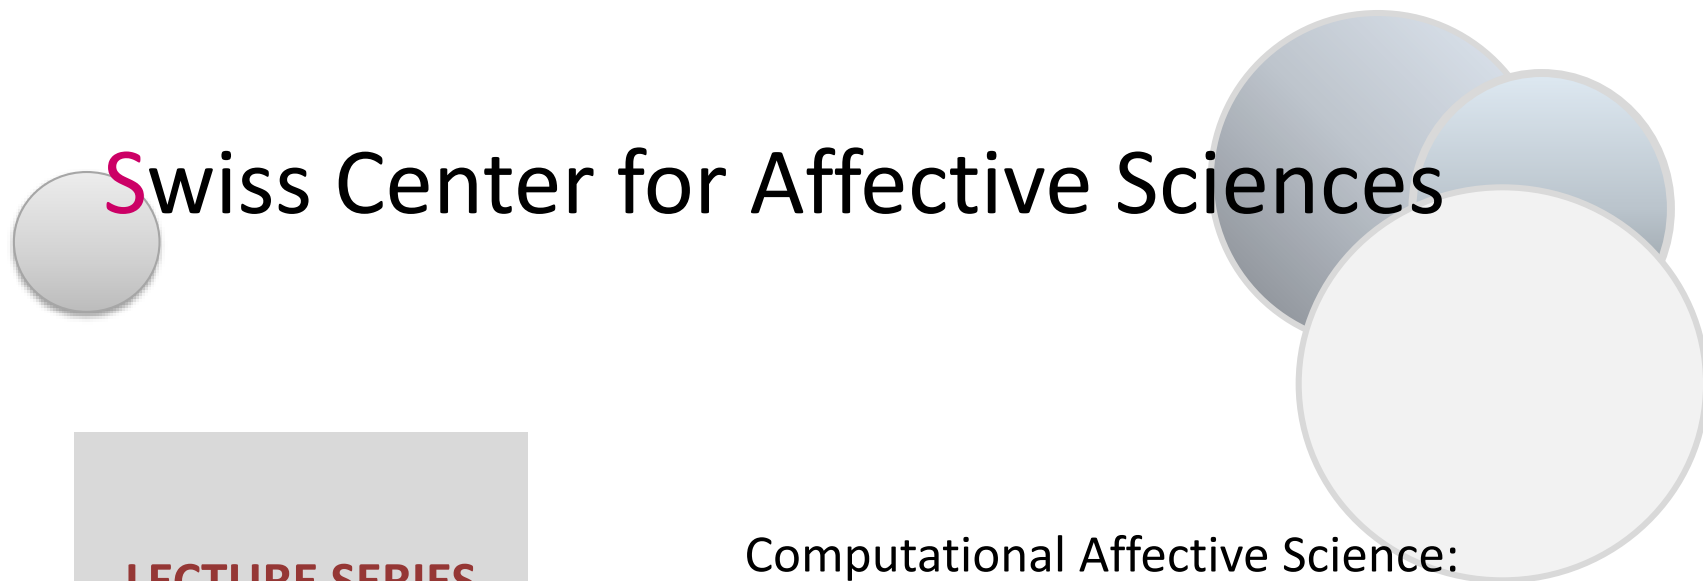 Swiss Center for Affective Sciences
LECTURE SERIES
Computational Affective Science: